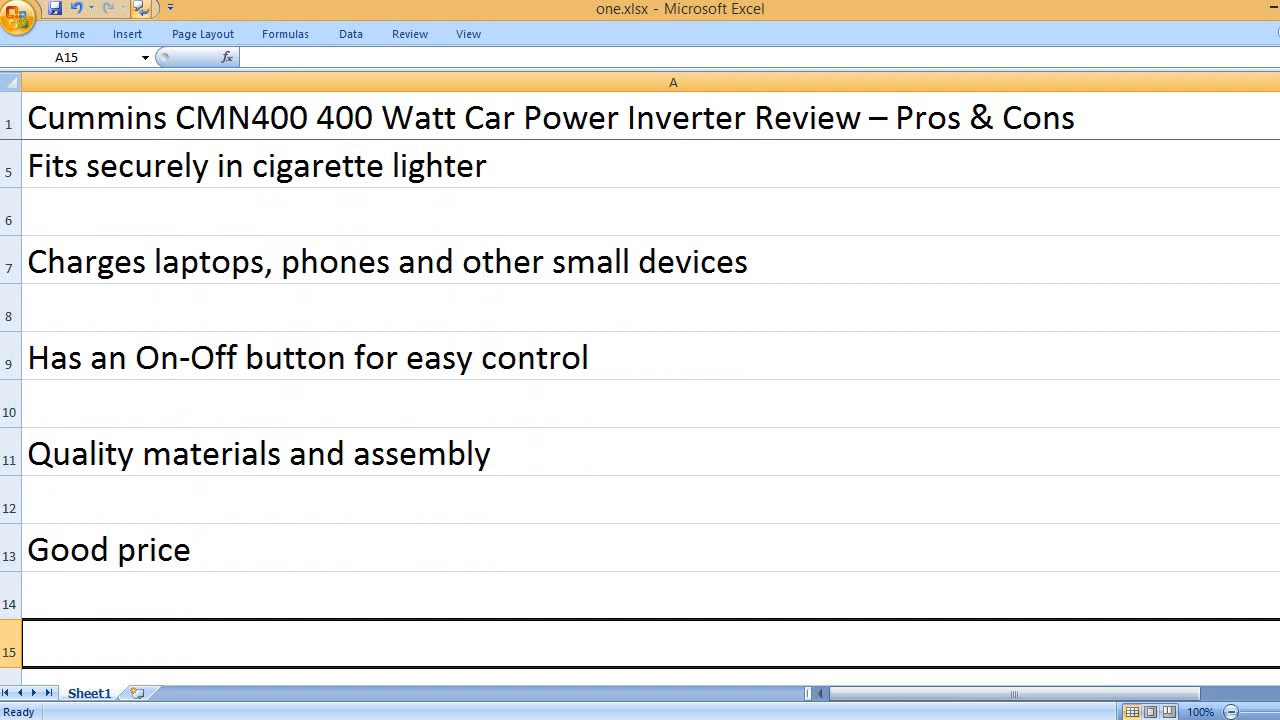 one.xlsx - Microsoft Excel
Home Insert Page Layout Formulas Data Review View
A15 fx
A
1 Cummins CMN400 400 Watt Car Power Inverter Review – Pros & Cons
5 Fits securely in cigarette lighter
6
7 Charges laptops, phones and other small devices
8
9 Has an On-Off button for easy control
10
11 Quality materials and assembly
12
13 Good price
14
15
Sheet1
Ready 100%